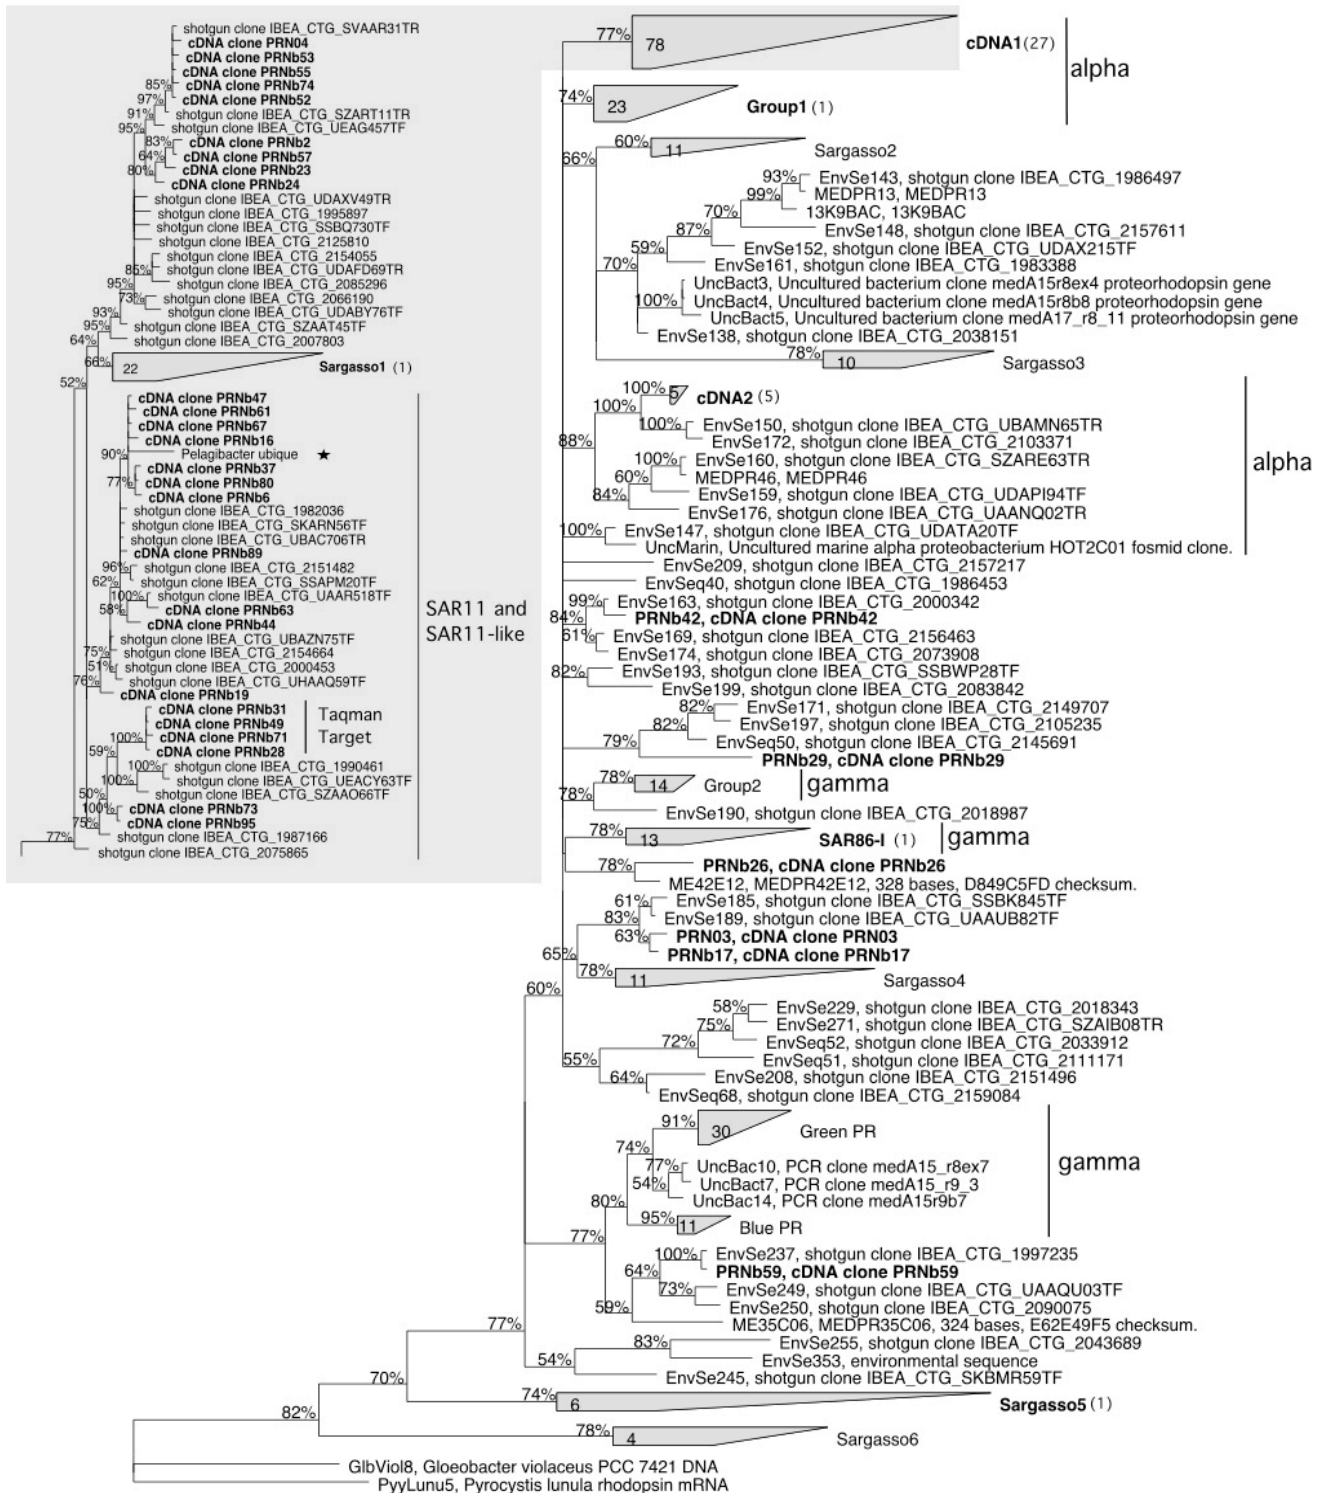 shotgun clone IBEA_CTG_SVAAR31TR
cDNA clone PRN04
cDNA clone PRNb53
cDNA clone PRNb55
85% cDNA clone PRNb74
97% cDNA clone PRNb52
91% shotgun clone IBEA_CTG_SZART11TR
95% shotgun clone IBEA_CTG_UEAG457TF
83% cDNA clone PRNb2
64% cDNA clone PRNb57
80% cDNA clone PRNb23
cDNA clone PRNb24
shotgun clone IBEA_CTG_UDAXV49TR
shotgun clone IBEA_CTG_1995897
shotgun clone IBEA_CTG_SSBQ730TF
shotgun clone IBEA_CTG_2125810
shotgun clone IBEA_CTG_2154055
85% shotgun clone IBEA_CTG_UDAFD69TR
95% shotgun clone IBEA_CTG_2085296
73% shotgun clone IBEA_CTG_2066190
93% shotgun clone IBEA_CTG_UDABY76TF
95% shotgun clone IBEA_CTG_SZAAT45TF
64% shotgun clone IBEA_CTG_2007803
66% 22 Sargasso1 (1)
52%
cDNA clone PRNb47
cDNA clone PRNb61
cDNA clone PRNb67
cDNA clone PRNb16
90% Pelagibacter ubique ★
cDNA clone PRNb37
77% cDNA clone PRNb80
cDNA clone PRNb6
shotgun clone IBEA_CTG_1982036
shotgun clone IBEA_CTG_SKARN56TF
shotgun clone IBEA_CTG_UBAC706TR
cDNA clone PRNb89
96% shotgun clone IBEA_CTG_2151482
62% shotgun clone IBEA_CTG_SSAPM20TF
100% shotgun clone IBEA_CTG_UAAR518TF
58% cDNA clone PRNb63
cDNA clone PRNb44
shotgun clone IBEA_CTG_UBAZN75TF
75% shotgun clone IBEA_CTG_2154664
51% shotgun clone IBEA_CTG_2000453
76% shotgun clone IBEA_CTG_UHAAQ59TF
cDNA clone PRNb19
SAR11 and
SAR11-like
cDNA clone PRNb31
cDNA clone PRNb49
100% cDNA clone PRNb71
59% cDNA clone PRNb28
Taqman
Target
100% shotgun clone IBEA_CTG_1990461
100% shotgun clone IBEA_CTG_UEACY63TF
50% shotgun clone IBEA_CTG_SZAAO66TF
100% cDNA clone PRNb73
75% cDNA clone PRNb95
77% shotgun clone IBEA_CTG_1987166
shotgun clone IBEA_CTG_2075865
77% 78 cDNA1 (27)
alpha
74% 23 Group1 (1)
60% 11 Sargasso2
66%
93% EnvSe143, shotgun clone IBEA_CTG_1986497
99% MEDPR13, MEDPR13
70% 13K9BAC, 13K9BAC
87% EnvSe148, shotgun clone IBEA_CTG_2157611
59% EnvSe152, shotgun clone IBEA_CTG_UDAX215TF
70% EnvSe161, shotgun clone IBEA_CTG_1983388
UncBact3, Uncultured bacterium clone medA15r8ex4 proteorhodopsin gene
100% UncBact4, Uncultured bacterium clone medA15r8b8 proteorhodopsin gene
UncBact5, Uncultured bacterium clone medA17_r8_11 proteorhodopsin gene
EnvSe138, shotgun clone IBEA_CTG_2038151
78% 10 Sargasso3
100% 5 cDNA2 (5)
100%
100% EnvSe150, shotgun clone IBEA_CTG_UBAMN65TR
88% EnvSe172, shotgun clone IBEA_CTG_2103371
100% EnvSe160, shotgun clone IBEA_CTG_SZARE63TR
60% MEDPR46, MEDPR46
84% EnvSe159, shotgun clone IBEA_CTG_UDAPI94TF
EnvSe176, shotgun clone IBEA_CTG_UAANQ02TR
alpha
100% EnvSe147, shotgun clone IBEA_CTG_UDATA20TF
UncMarin, Uncultured marine alpha proteobacterium HOT2C01 fosmid clone.
EnvSe209, shotgun clone IBEA_CTG_2157217
EnvSeq40, shotgun clone IBEA_CTG_1986453
99% EnvSe163, shotgun clone IBEA_CTG_2000342
84% PRNb42, cDNA clone PRNb42
61% EnvSe169, shotgun clone IBEA_CTG_2156463
EnvSe174, shotgun clone IBEA_CTG_2073908
82% EnvSe193, shotgun clone IBEA_CTG_SSBWP28TF
EnvSe199, shotgun clone IBEA_CTG_2083842
82% EnvSe171, shotgun clone IBEA_CTG_2149707
82% EnvSe197, shotgun clone IBEA_CTG_2105235
79% EnvSeq50, shotgun clone IBEA_CTG_2145691
PRNb29, cDNA clone PRNb29
78% 14 Group2 gamma
78% EnvSe190, shotgun clone IBEA_CTG_2018987
78% 13 SAR86-I (1) gamma
78% PRNb26, cDNA clone PRNb26
ME42E12, MEDPR42E12, 328 bases, D849C5FD checksum.
61% EnvSe185, shotgun clone IBEA_CTG_SSBK845TF
83% EnvSe189, shotgun clone IBEA_CTG_UAAUB82TF
63% PRN03, cDNA clone PRN03
65% PRNb17, cDNA clone PRNb17
78% 11 Sargasso4
60%
58% EnvSe229, shotgun clone IBEA_CTG_2018343
75% EnvSe271, shotgun clone IBEA_CTG_SZAIB08TR
72% EnvSeq52, shotgun clone IBEA_CTG_2033912
55% EnvSeq51, shotgun clone IBEA_CTG_2111171
64% EnvSe208, shotgun clone IBEA_CTG_2151496
EnvSeq68, shotgun clone IBEA_CTG_2159084
91% 30 Green PR
74%
77% UncBac10, PCR clone medA15_r8ex7
54% UncBact7, PCR clone medA15_r9_3
80% UncBac14, PCR clone medA15r9b7
gamma
95% 11 Blue PR
77%
100% EnvSe237, shotgun clone IBEA_CTG_1997235
64% PRNb59, cDNA clone PRNb59
73% EnvSe249, shotgun clone IBEA_CTG_UAAQU03TF
59% EnvSe250, shotgun clone IBEA_CTG_2090075
ME35C06, MEDPR35C06, 324 bases, E62E49F5 checksum.
77%
83% EnvSe255, shotgun clone IBEA_CTG_2043689
54% EnvSe353, environmental sequence
EnvSe245, shotgun clone IBEA_CTG_SKBMR59TF
70%
74% 6 Sargasso5 (1)
82%
78% 4 Sargasso6
GlbViol8, Gloeobacter violaceus PCC 7421 DNA
PyyLunu5, Pyrocystis lunula rhodopsin mRNA